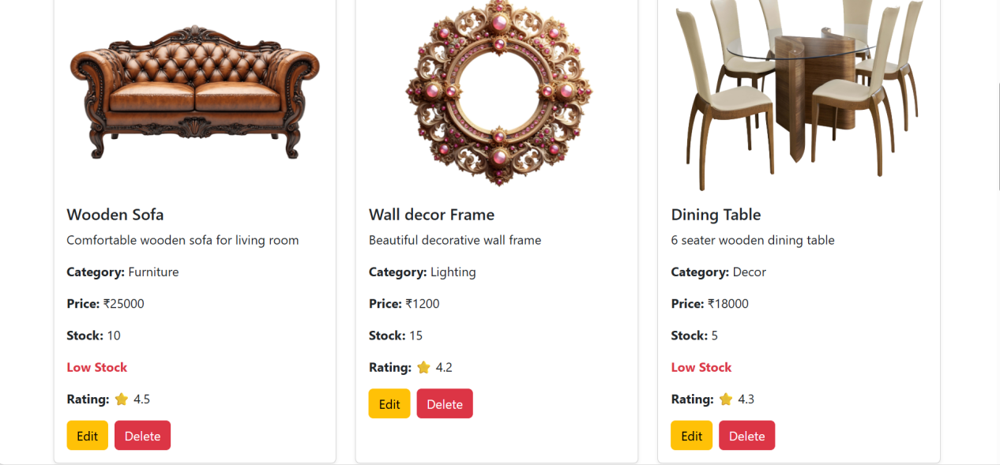 Wooden Sofa
Comfortable wooden sofa for living room
Category: Furniture
Price: ₹25000
Stock: 10
Low Stock
Rating: ⭐ 4.5
Edit Delete
Wall decor Frame
Beautiful decorative wall frame
Category: Lighting
Price: ₹1200
Stock: 15
Rating: ⭐ 4.2
Edit Delete
Dining Table
6 seater wooden dining table
Category: Decor
Price: ₹18000
Stock: 5
Low Stock
Rating: ⭐ 4.3
Edit Delete